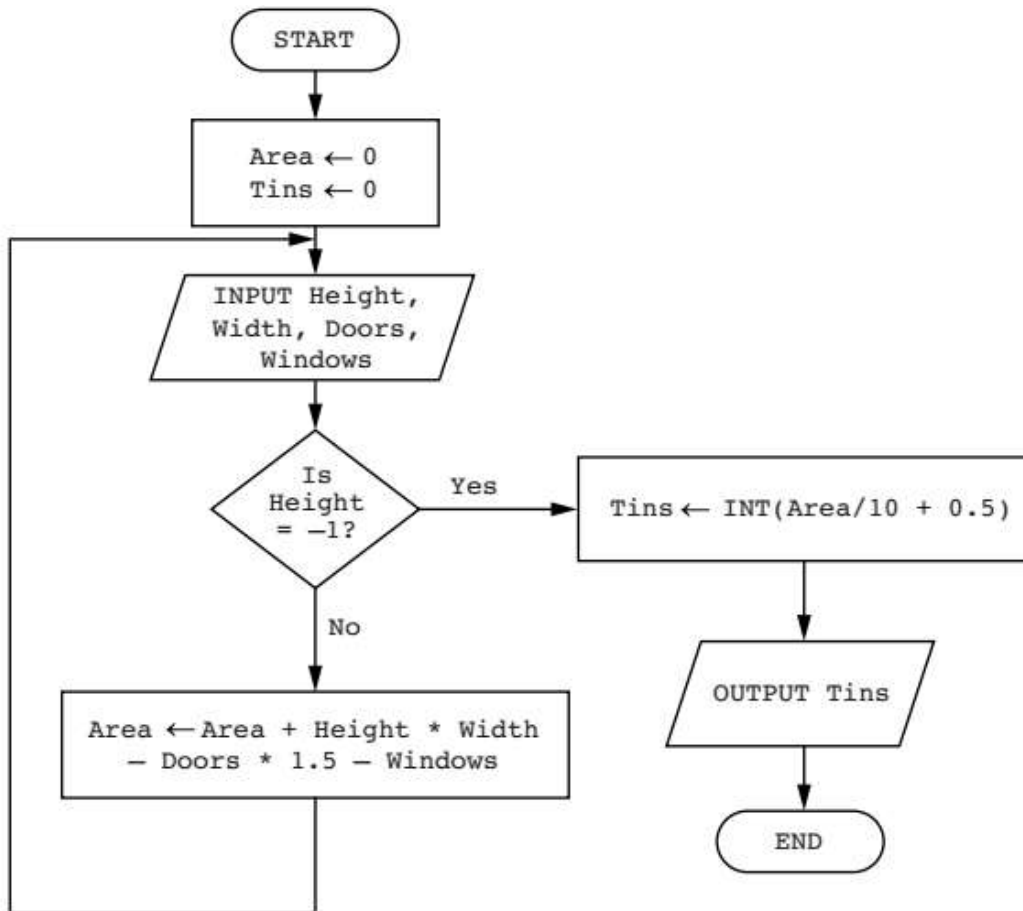 START
Area ← 0
Tins ← 0
INPUT Height,
Width, Doors,
Windows
Is
Height
= –1?
Yes
Tins ← INT(Area/10 + 0.5)
No
OUTPUT Tins
Area ← Area + Height * Width
– Doors * 1.5 – Windows
END